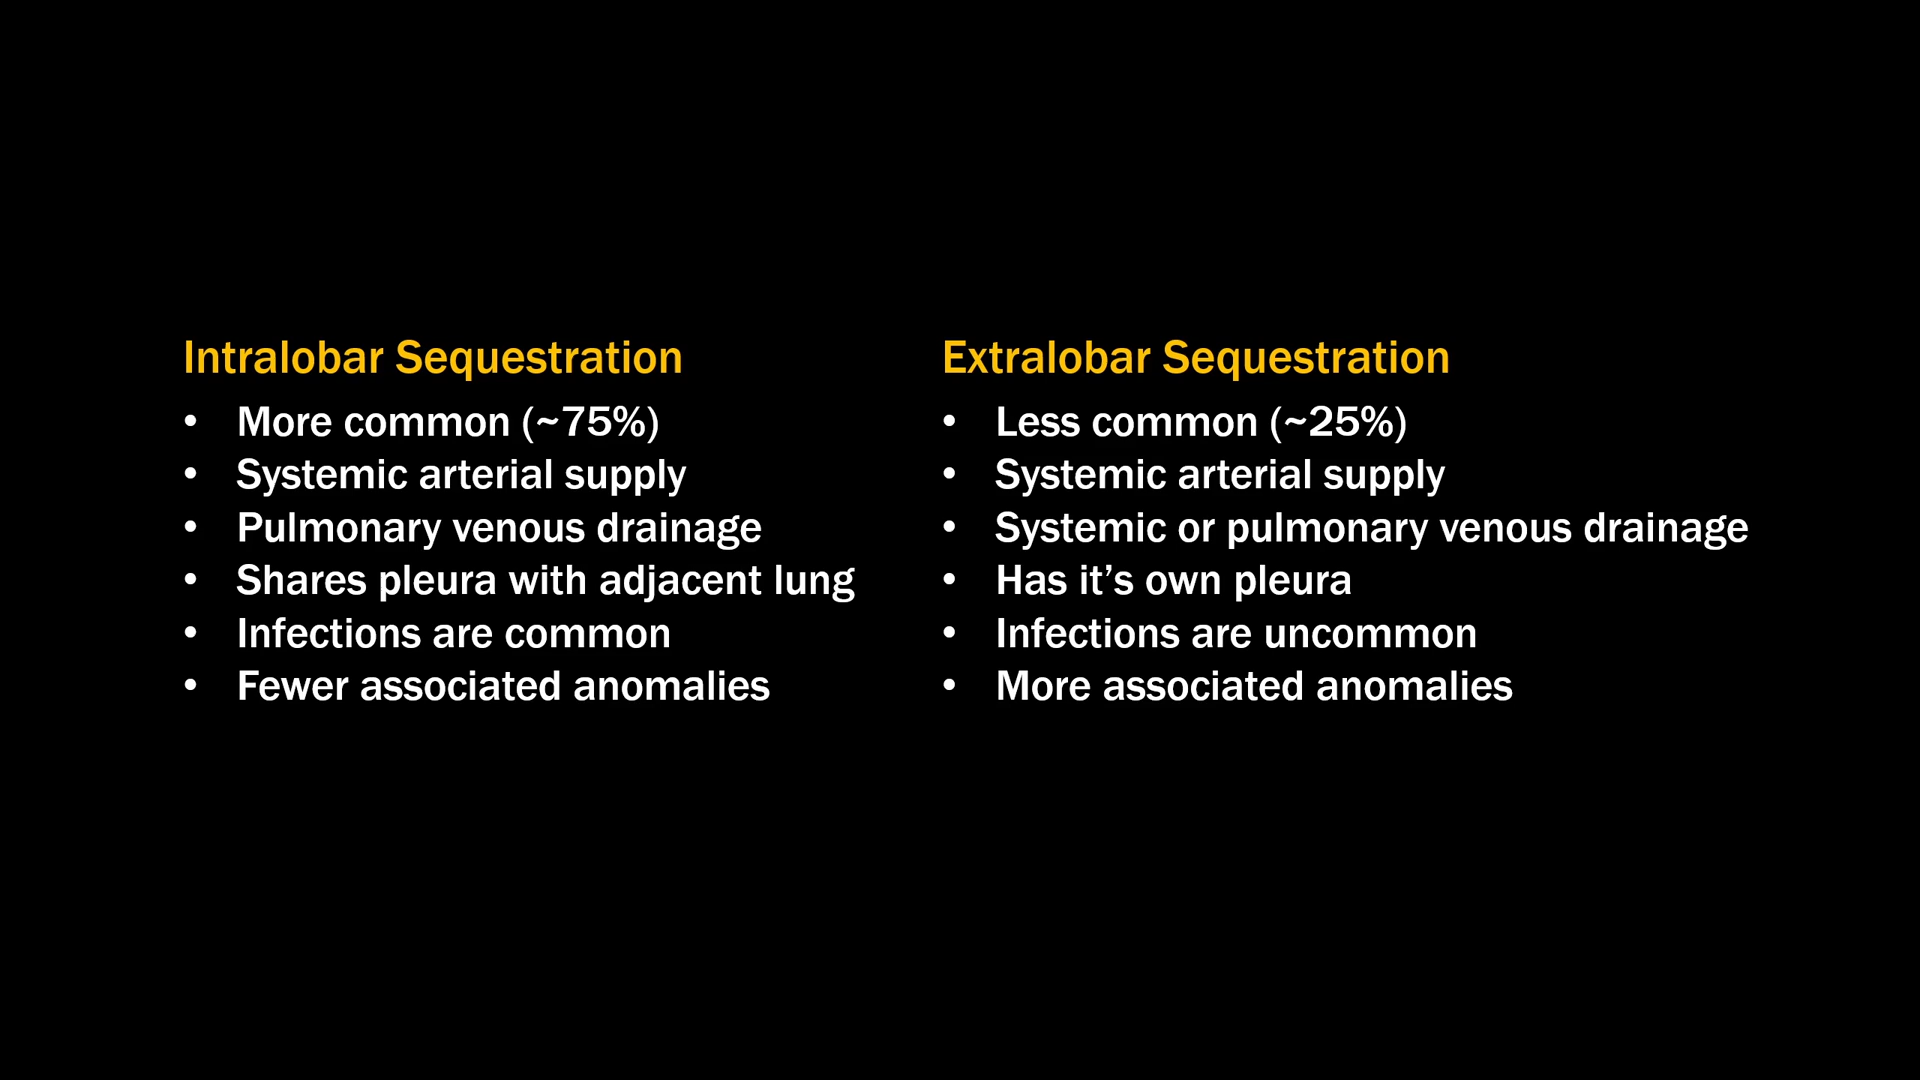 Intralobar Sequestration
• More common (~75%)
• Systemic arterial supply
• Pulmonary venous drainage
• Shares pleura with adjacent lung
• Infections are common
• Fewer associated anomalies
Extralobar Sequestration
• Less common (~25%)
• Systemic arterial supply
• Systemic or pulmonary venous drainage
• Has it’s own pleura
• Infections are uncommon
• More associated anomalies